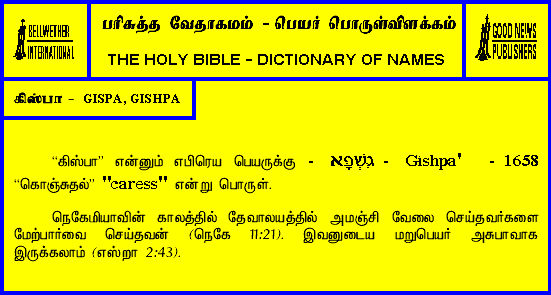 BELLWETHER
INTERNATIONAL
பரிசுத்த வேதாகமம் - பெயர் பொருள்விளக்கம்
THE HOLY BIBLE - DICTIONARY OF NAMES
GOOD NEWS
PUBLISHERS
கிஸ்பா - GISPA, GISHPA
“கிஸ்பா” என்னும் எபிரெய பெயருக்கு - גִּשְׁפָּא - Gishpa' - 1658
“கொஞ்சுதல்” "caress" என்று பொருள்.
நெகேமியாவின் காலத்தில் தேவாலயத்தில் அமஞ்சி வேலை செய்தவர்களை
மேற்பார்வை செய்தவன் (நெகே 11:21). இவனுடைய மறுபெயர் அசுபாவாக
இருக்கலாம் (எஸ்றா 2:43).